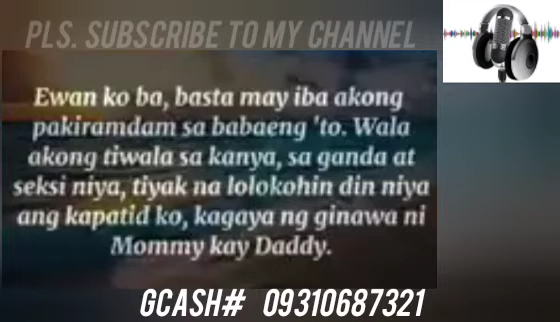 PLS. SUBSCRIBE TO MY CHANNEL
Ewan ko ba, basta may iba akong
pakiramdam sa babaeng 'to. Wala
akong tiwala sa kanya, sa ganda at
seksi niya, tiyak na lolokohin din niya
ang kapatid ko, kagaya ng ginawa ni
Mommy kay Daddy.
GCASH# 09310687321